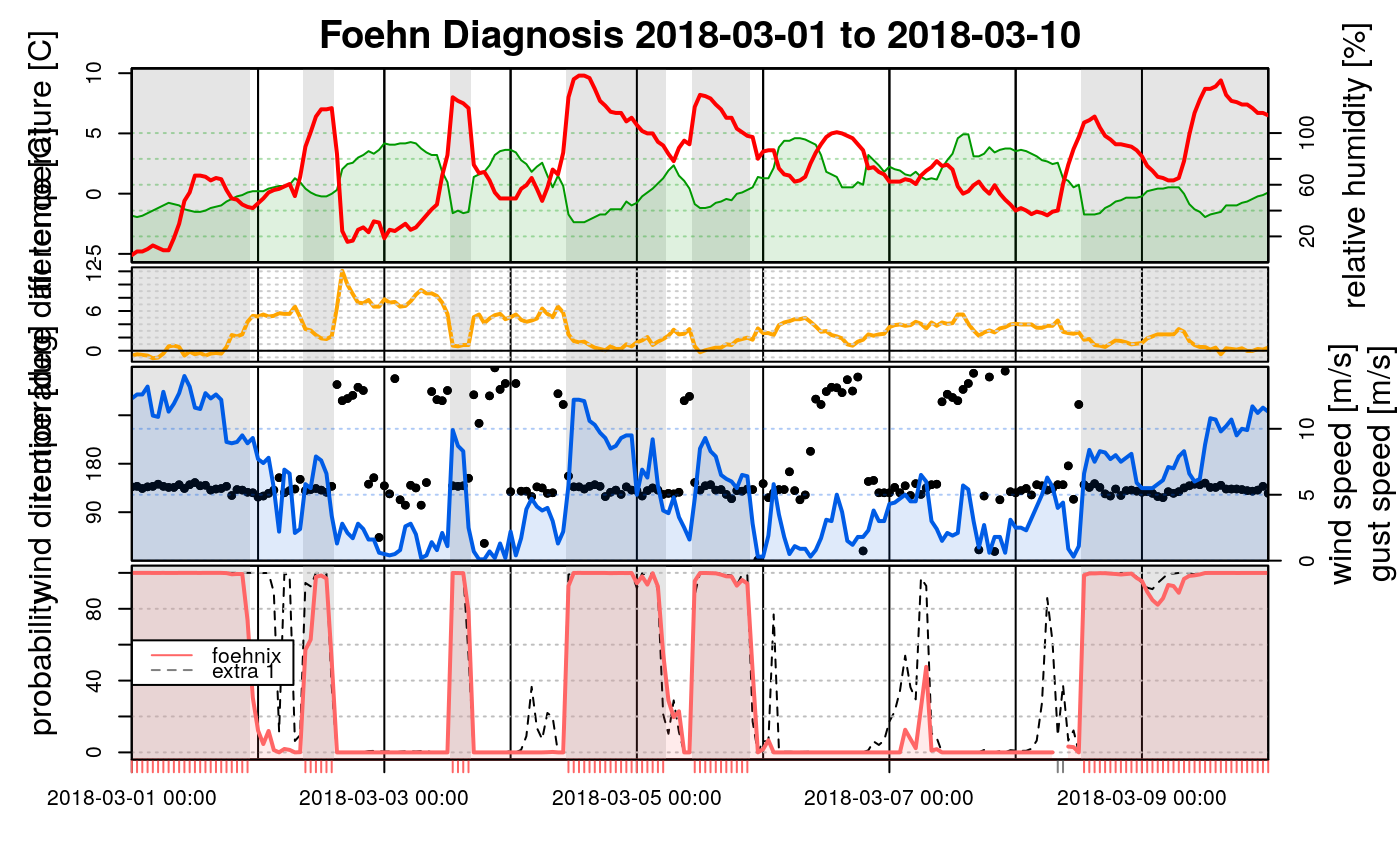 Foehn Diagnosis 2018-03-01 to 2018-03-10
temperature [C]
relative humidity [%]
10
5
0
-5
100
60
20
12
6
0
wind speed [m/s]
gust speed [m/s]
180
90
10
5
0
probability
80
40
0
foehnix
extra 1
2018-03-01 00:00
2018-03-03 00:00
2018-03-05 00:00
2018-03-07 00:00
2018-03-09 00:00